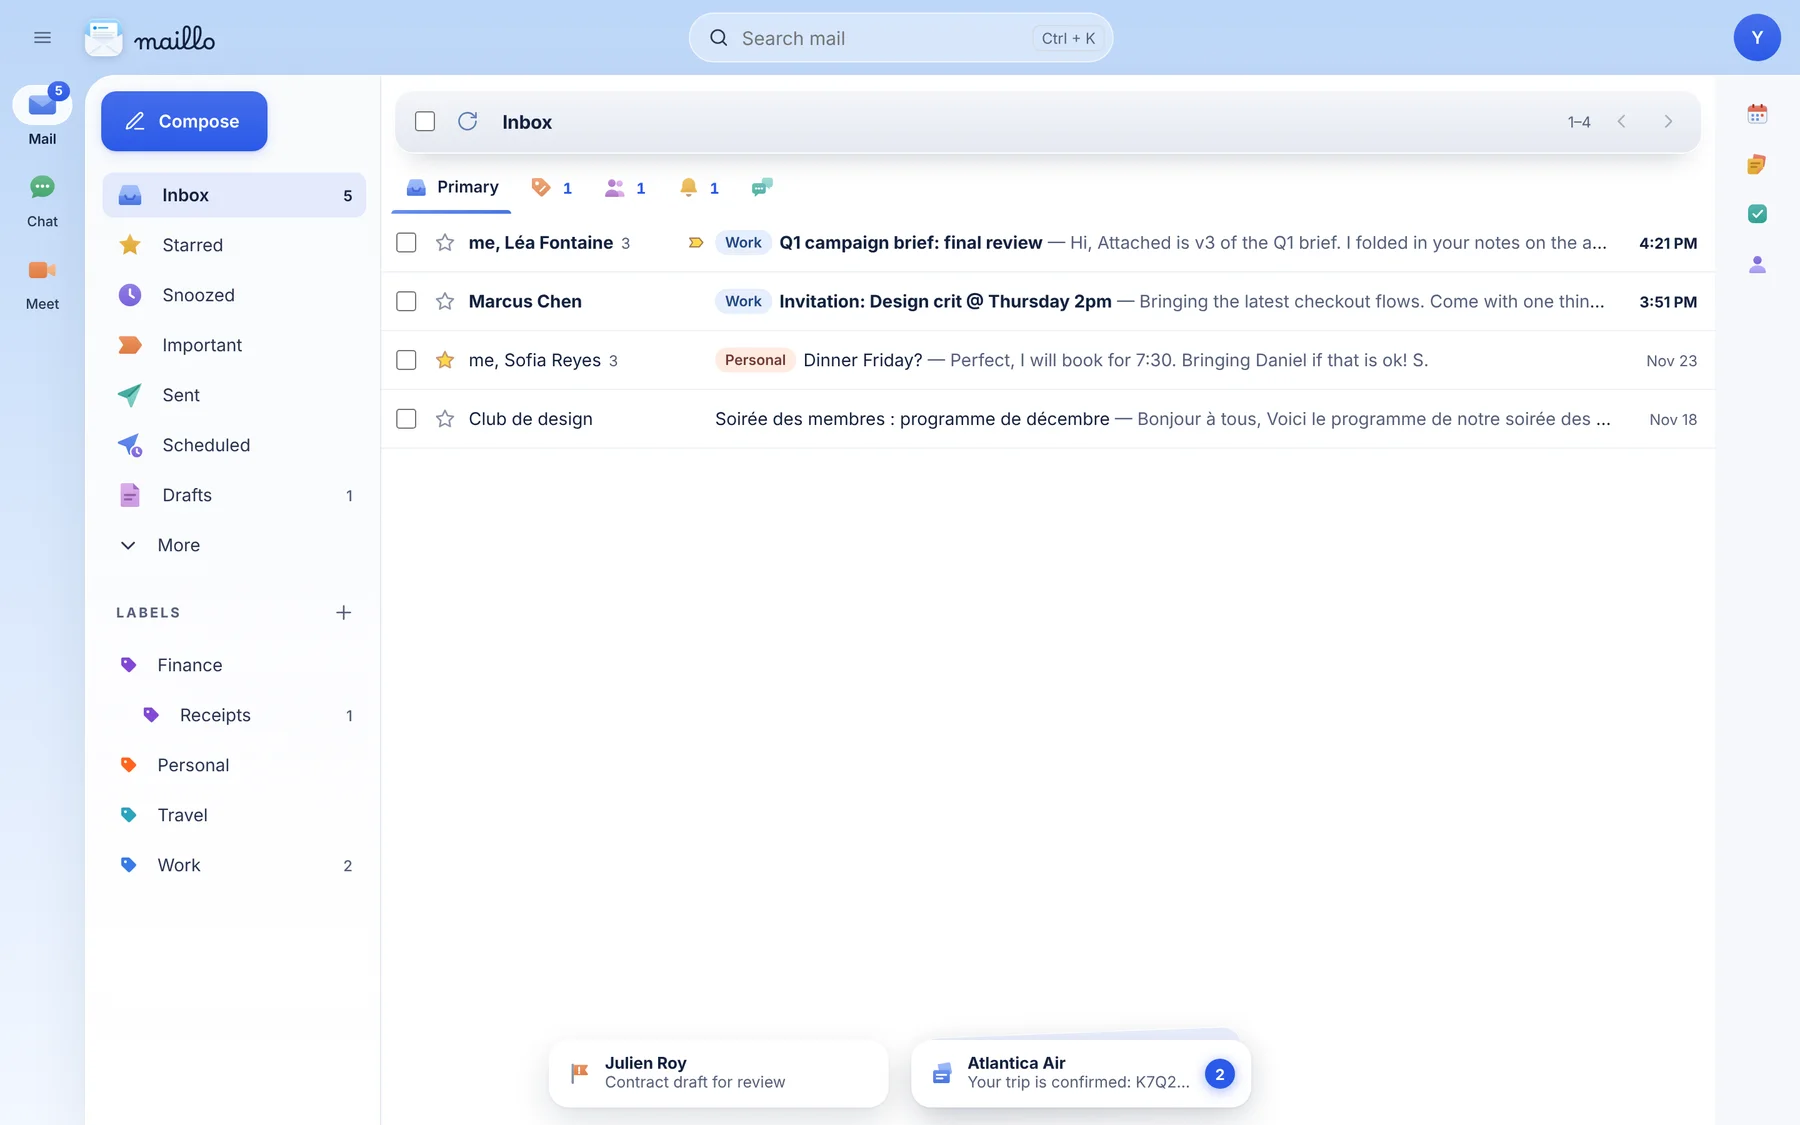 maillo
Search mail
Ctrl + K
Y
5
Mail
Chat
Meet
Compose
Inbox 5
Starred
Snoozed
Important
Sent
Scheduled
Drafts 1
More
LABELS
Finance
Receipts 1
Personal
Travel
Work 2
Inbox
1–4
Primary
1
1
1
me, Léa Fontaine 3 Work Q1 campaign brief: final review — Hi, Attached is v3 of the Q1 brief. I folded in your notes on the a... 4:21 PM
Marcus Chen Work Invitation: Design crit @ Thursday 2pm — Bringing the latest checkout flows. Come with one thin... 3:51 PM
me, Sofia Reyes 3 Personal Dinner Friday? — Perfect, I will book for 7:30. Bringing Daniel if that is ok! S. Nov 23
Club de design Soirée des membres : programme de décembre — Bonjour à tous, Voici le programme de notre soirée des ... Nov 18
Julien Roy
Contract draft for review
Atlantica Air
Your trip is confirmed: K7Q2...
2